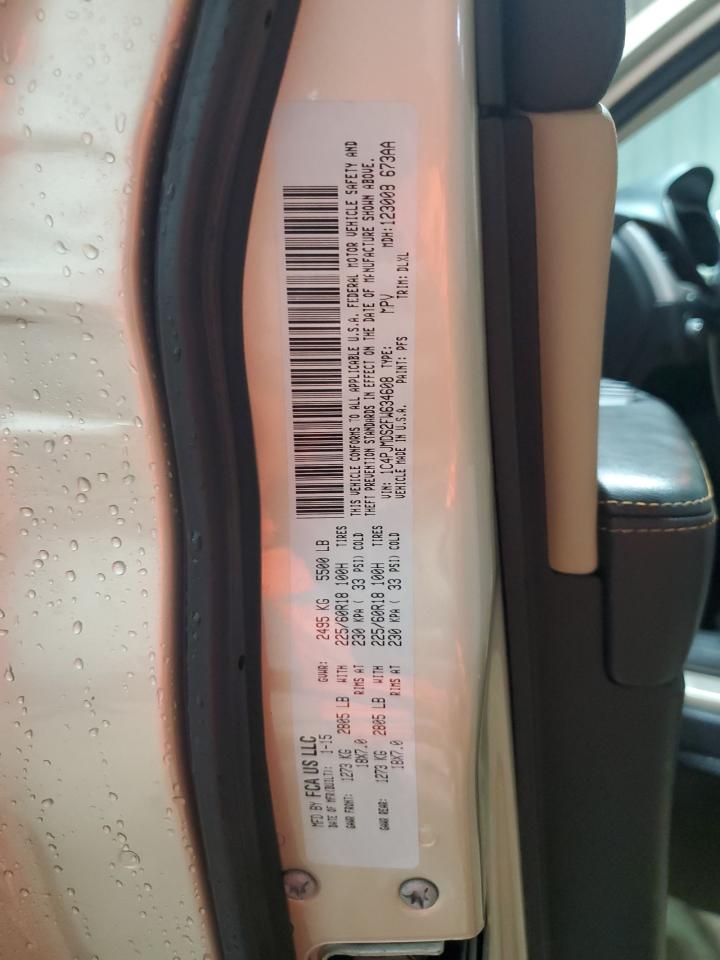 MFD BY FCA US LLC
DATE OF MFR(BUILT): 1-15 GVWR: 2495 KG 5500 LB
GAWR FRONT: 1273 KG 2805 LB WITH 225/60R18 100H TIRES
18X7.0 RIMS AT 230 KPA ( 33 PSI) COLD
GAWR REAR: 1273 KG 2805 LB WITH 225/60R18 100H TIRES
18X7.0 RIMS AT 230 KPA ( 33 PSI) COLD
THIS VEHICLE CONFORMS TO ALL APPLICABLE U.S.A. FEDERAL MOTOR VEHICLE SAFETY AND
THEFT PREVENTION STANDARDS IN EFFECT ON THE DATE OF MANUFACTURE SHOWN ABOVE.
VIN: 1C4PJMDS2FW634608 TYPE: MPV MDH: 123009 673AA
VEHICLE MADE IN U.S.A. PAINT: PFS TRIM: DLXL